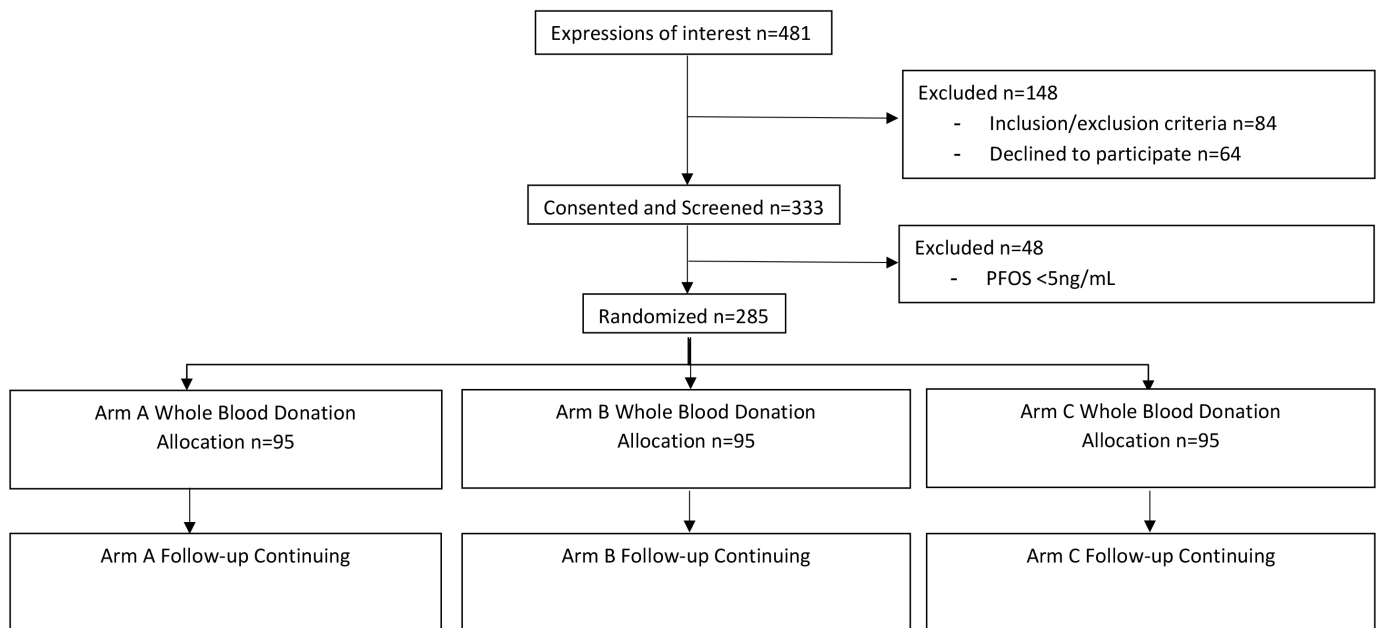 Expressions of interest n=481
Excluded n=148
- Inclusion/exclusion criteria n=84
- Declined to participate n=64
Consented and Screened n=333
Excluded n=48
- PFOS <5ng/mL
Randomized n=285
Arm A Whole Blood Donation
Allocation n=95
Arm B Whole Blood Donation
Allocation n=95
Arm C Whole Blood Donation
Allocation n=95
Arm A Follow-up Continuing
Arm B Follow-up Continuing
Arm C Follow-up Continuing